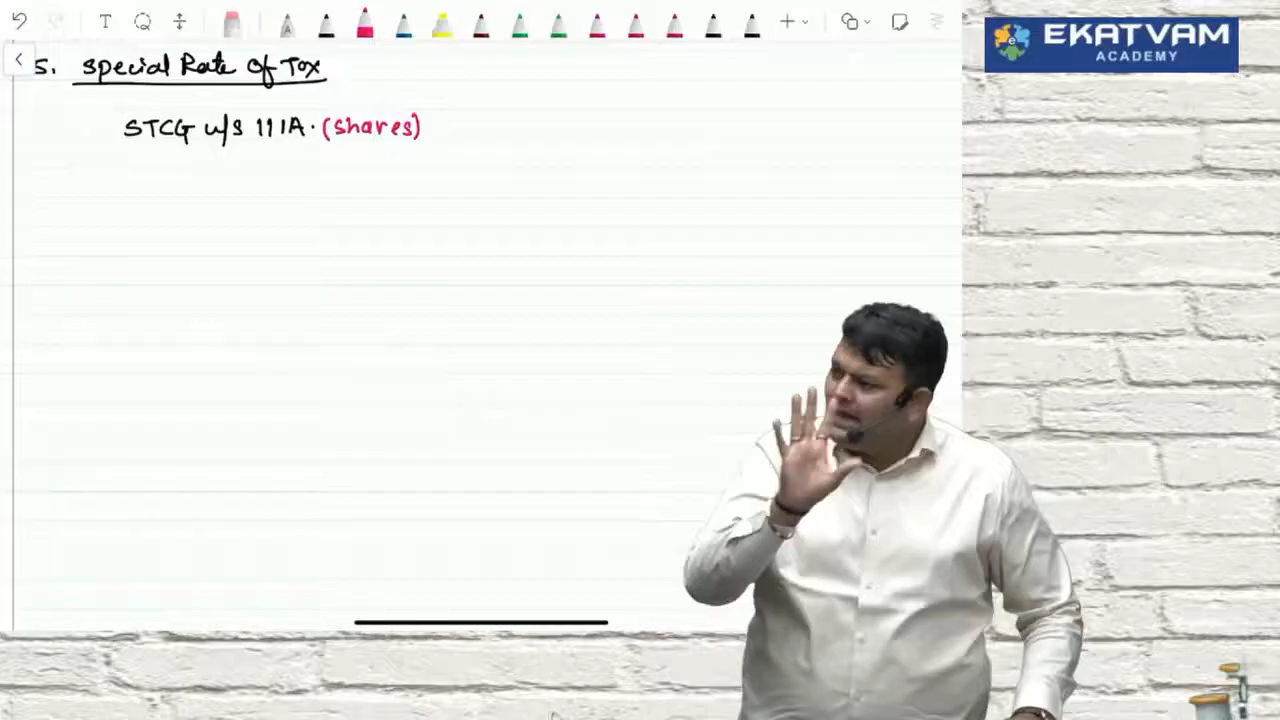 EKATVAM
ACADEMY
5. Special Rate Of Tax
STCG u/s 111A. (Shares)